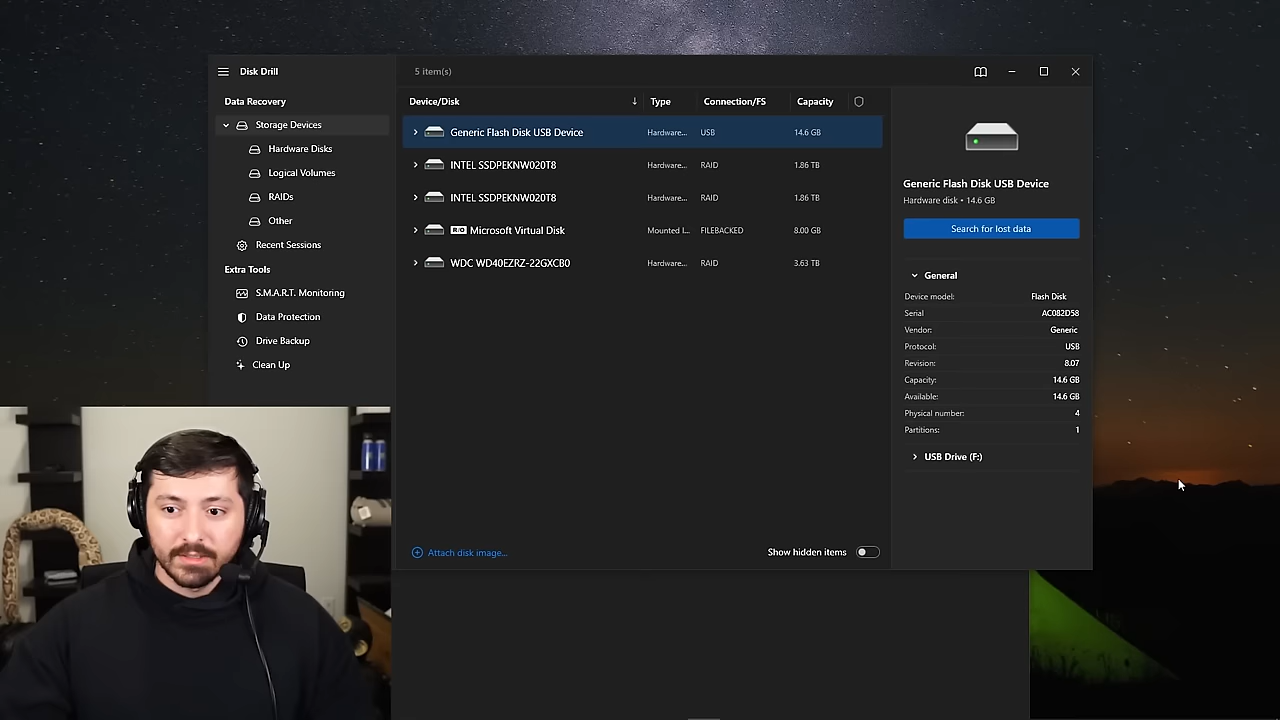 Disk Drill
5 item(s)
Data Recovery
Storage Devices
Hardware Disks
Logical Volumes
RAIDs
Other
Recent Sessions
Extra Tools
S.M.A.R.T. Monitoring
Data Protection
Drive Backup
Clean Up
Device/Disk Type Connection/FS Capacity
Generic Flash Disk USB Device Hardware... USB 14.6 GB
INTEL SSDPEKNW020T8 Hardware... RAID 1.86 TB
INTEL SSDPEKNW020T8 Hardware... RAID 1.86 TB
R/O Microsoft Virtual Disk Mounted I... FILEBACKED 8.00 GB
WDC WD40EZRZ-22GXCB0 Hardware... RAID 3.63 TB
Attach disk image...
Show hidden items
Generic Flash Disk USB Device
Hardware disk • 14.6 GB
Search for lost data
General
Device model: Flash Disk
Serial AC082D58
Vendor: Generic
Protocol: USB
Revision: 8.07
Capacity: 14.6 GB
Available: 14.6 GB
Physical number: 4
Partitions: 1
USB Drive (F:)